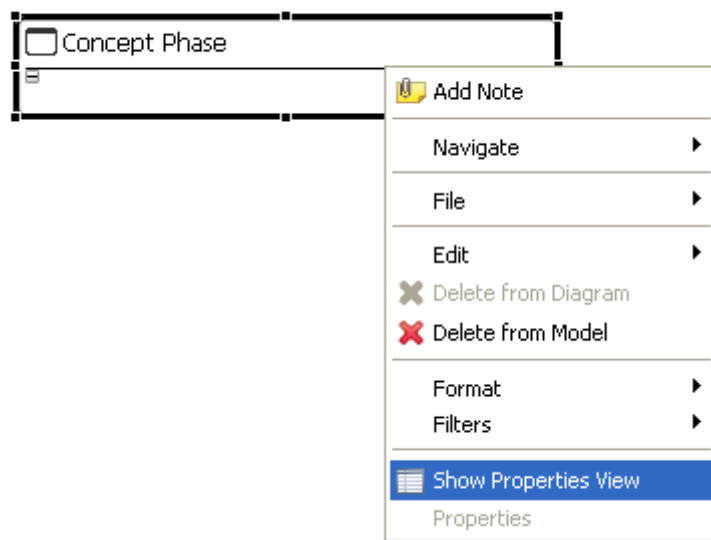 Concept Phase
Add Note
Navigate
File
Edit
Delete from Diagram
Delete from Model
Format
Filters
Show Properties View
Properties